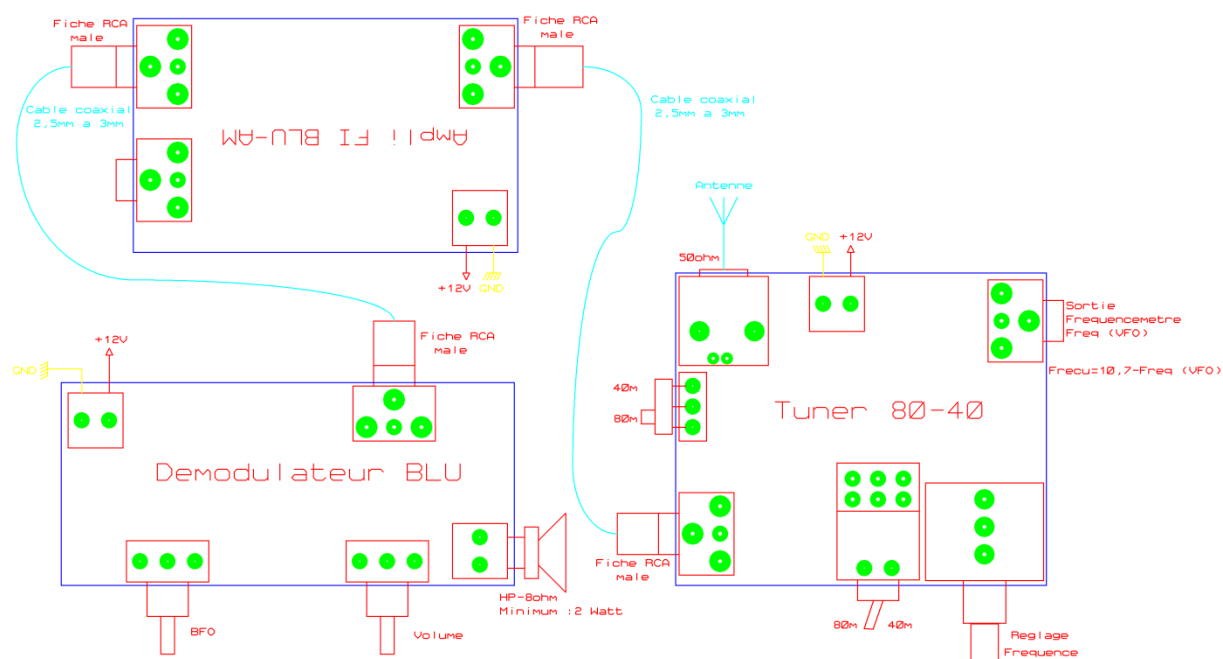 Fiche RCA
male
Fiche RCA
male
Cable coaxial
2,5mm a 3mm
Cable coaxial
2,5mm a 3mm
Ampli FI BLU-AM
+12V
GND
Antenne
50ohm
GND
+12V
Sortie
Frequencemetre
Freq (VFO)
Frecu=10,7-Freq (VFO)
40m
80m
Tuner 80-40
Fiche RCA
male
80m
40m
Reglage
Frequence
+12V
GND
Fiche RCA
male
Demodulateur BLU
HP-8ohm
Minimum :2 Watt
BFO
Volume